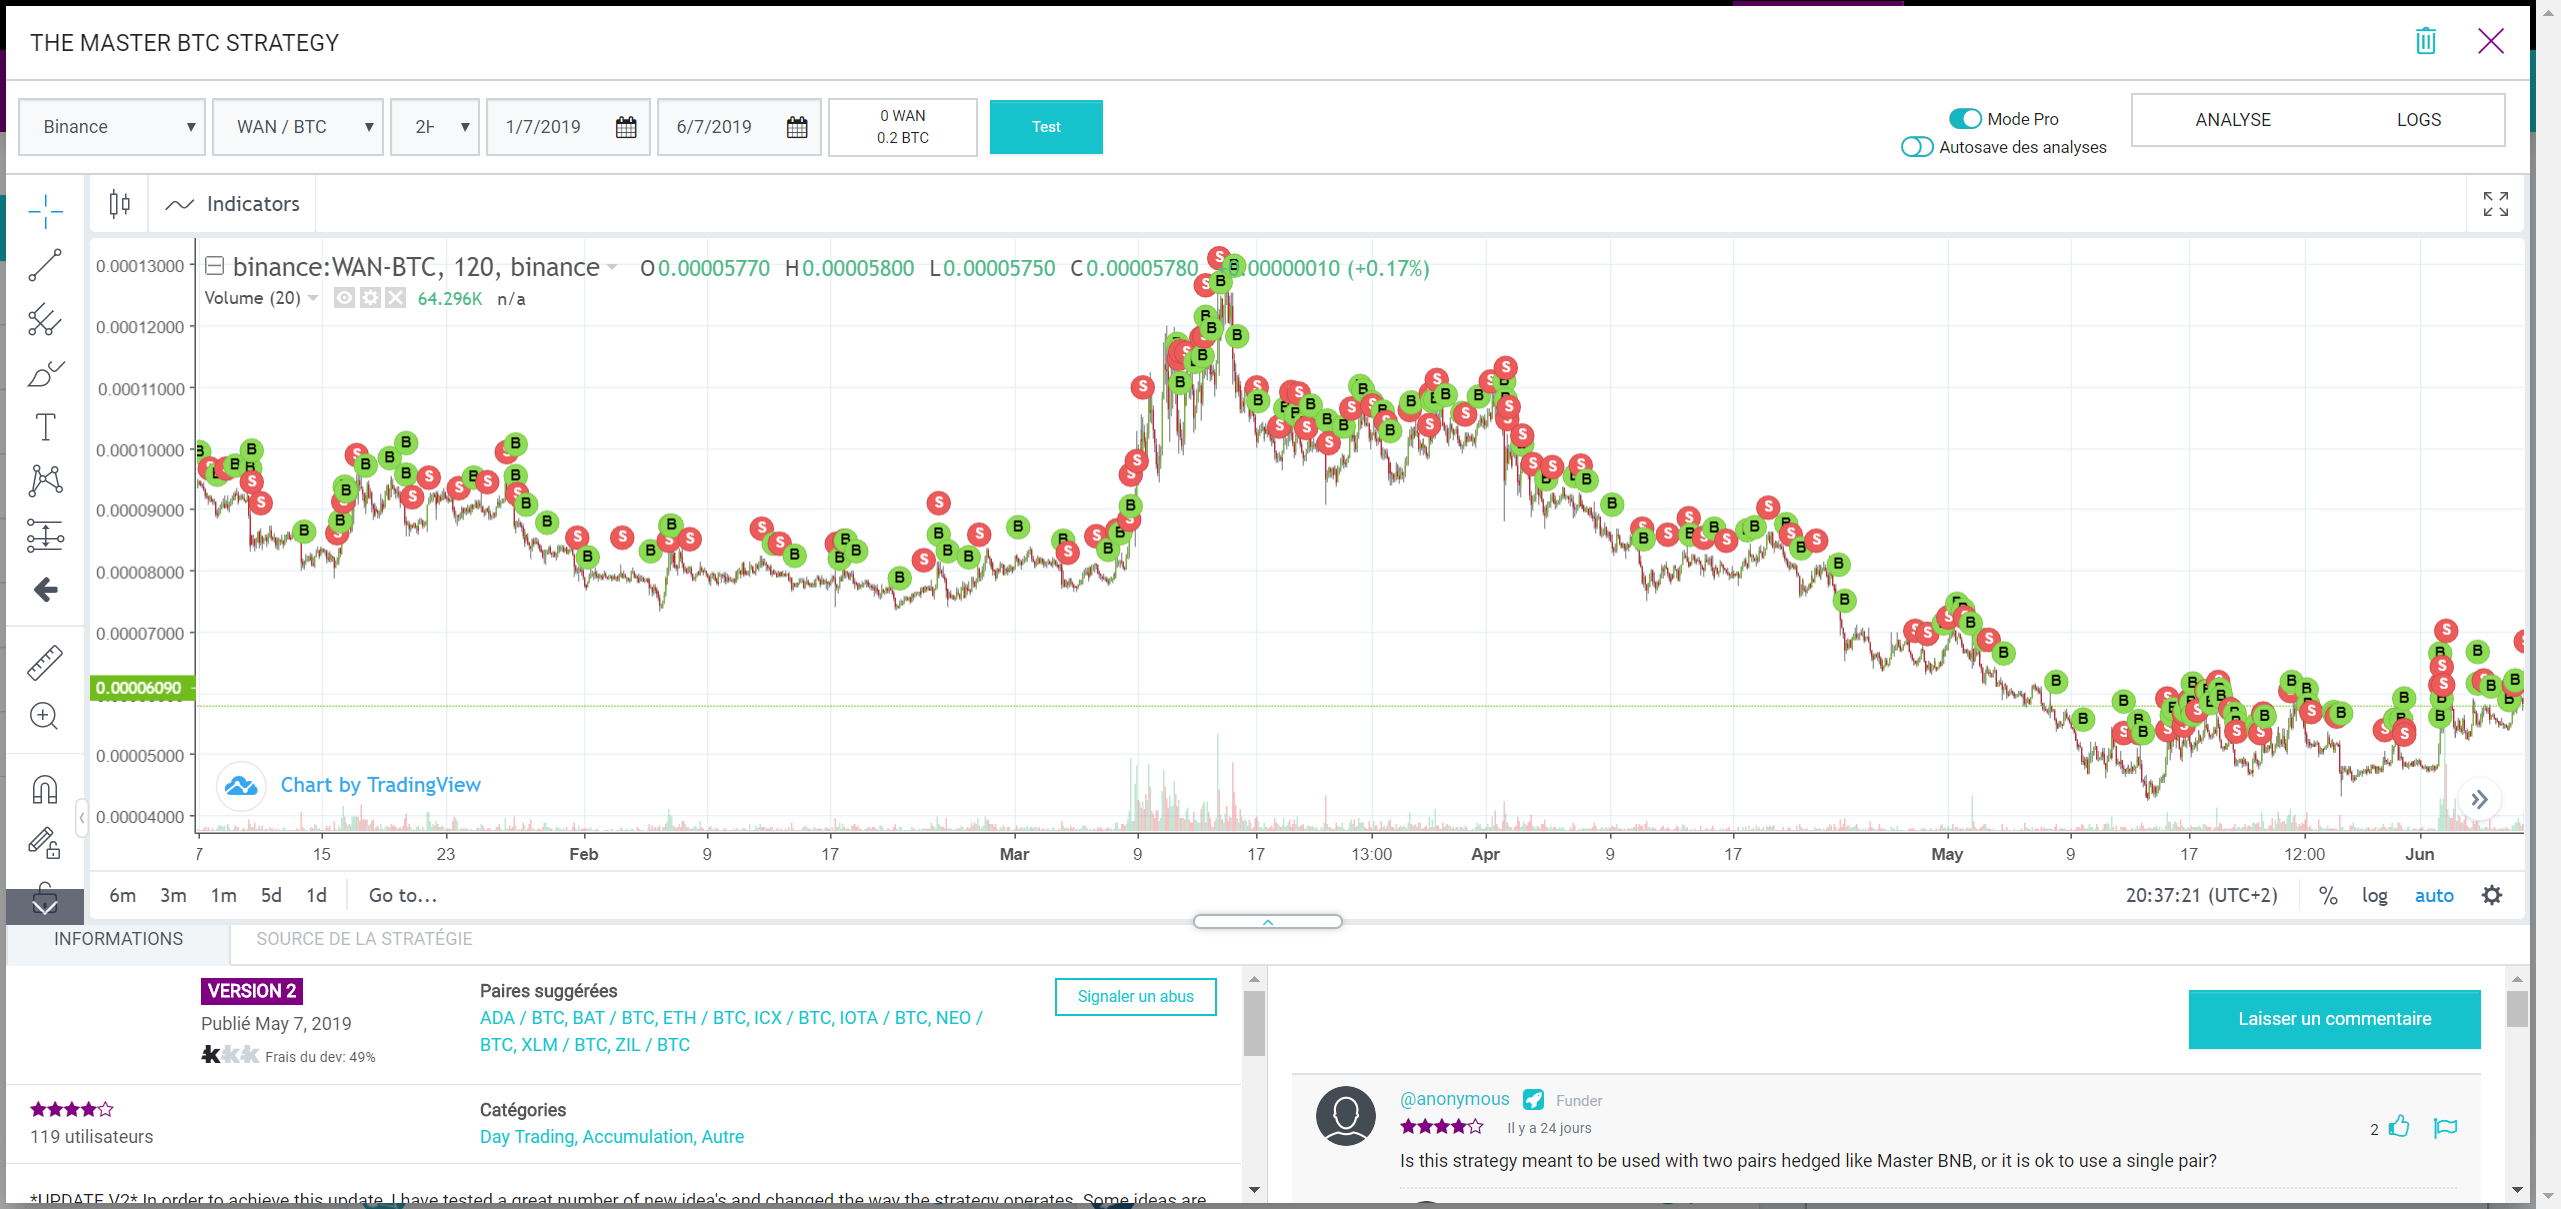 THE MASTER BTC STRATEGY
Binance
WAN / BTC
2H
1/7/2019
6/7/2019
0 WAN
0.2 BTC
Test
Mode Pro
Autosave des analyses
ANALYSE
LOGS
Indicators
binance:WAN-BTC, 120, binance
O0.00005770 H0.00005800 L0.00005750 C0.00005780 0.00000010 (+0.17%)
Volume (20)
64.296K n/a
0.00013000
0.00012000
0.00011000
0.00010000
0.00009000
0.00008000
0.00007000
0.00006090
0.00005000
0.00004000
Chart by TradingView
7 15 23 Feb 9 17 Mar 9 17 13:00 Apr 9 17 May 9 17 12:00 Jun
6m 3m 1m 5d 1d Go to...
20:37:21 (UTC+2) % log auto
INFORMATIONS
SOURCE DE LA STRATÉGIE
VERSION 2
Publié May 7, 2019
Frais du dev: 49%
Paires suggérées
ADA / BTC, BAT / BTC, ETH / BTC, ICX / BTC, IOTA / BTC, NEO /
BTC, XLM / BTC, ZIL / BTC
Signaler un abus
119 utilisateurs
Catégories
Day Trading, Accumulation, Autre
*UPDATE V2* In order to achieve this update, I have tested a great number of new idea's and changed the way the strategy operates. Some ideas are
Laisser un commentaire
@anonymous
Funder
Il y a 24 jours
2
Is this strategy meant to be used with two pairs hedged like Master BNB, or it is ok to use a single pair?